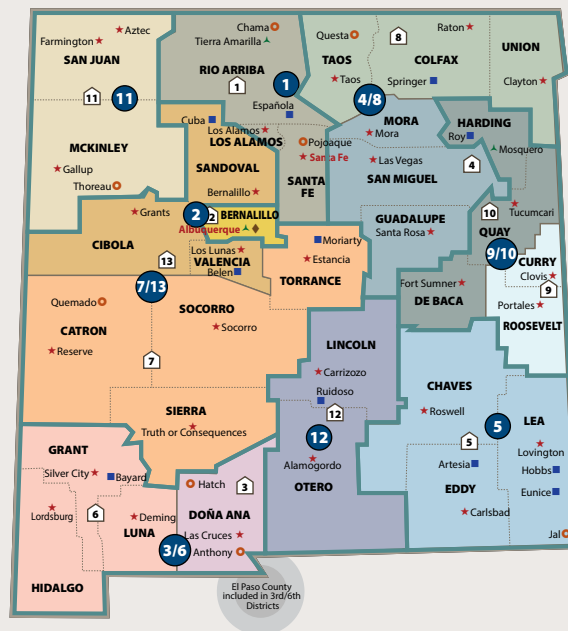 Aztec
Farmington
SAN JUAN
11
11
MCKINLEY
Gallup
Thoreau
Chama
Tierra Amarilla
RIO ARRIBA
1
1
Española
Cuba
Los Alamos
LOS ALAMOS
Pojoaque
Santa Fe
SANTA
FE
SANDOVAL
Bernalillo
Questa
TAOS
Taos
8
COLFAX
Raton
Springer
UNION
Clayton
4/8
MORA
Mora
HARDING
Roy
Mosquero
4
Las Vegas
SAN MIGUEL
GUADALUPE
Santa Rosa
10
Tucumcari
QUAY
9/10
CURRY
Clovis
9
Portales
ROOSEVELT
Fort Sumner
DE BACA
Grants
2
2
BERNALILLO
Albuquerque
CIBOLA
13
Los Lunas
VALENCIA
Belen
Moriarty
Estancia
TORRANCE
7/13
Quemado
CATRON
Reserve
SOCORRO
Socorro
7
SIERRA
Truth or Consequences
LINCOLN
Carrizozo
Ruidoso
12
12
Alamogordo
OTERO
CHAVES
Roswell
5
LEA
Lovington
5
Artesia
Hobbs
EDDY
Eunice
Carlsbad
Jal
GRANT
Silver City
Bayard
Lordsburg
6
Deming
LUNA
HIDALGO
Hatch
3
DOÑA ANA
Las Cruces
3/6
Anthony
El Paso County
included in 3rd/6th
Districts